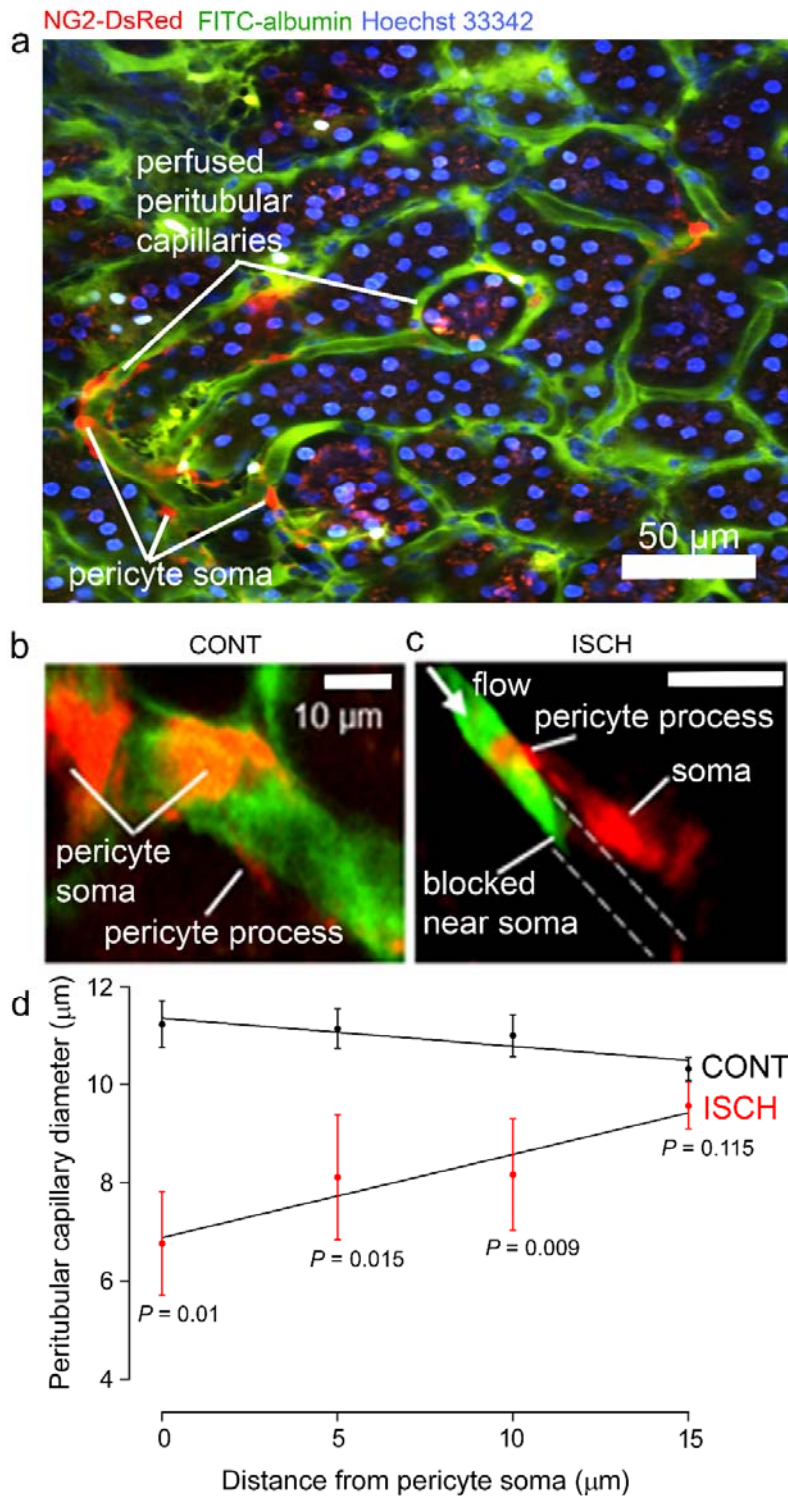 NG2-DsRed FITC-albumin Hoechst 33342
a
perfused
peritubular
capillaries
pericyte soma
50 μm
b
CONT
10 μm
pericyte
soma
pericyte process
c
ISCH
flow
pericyte process
soma
blocked
near soma
d
Peritubular capillary diameter (μm)
12
10
8
6
4
CONT
ISCH
P = 0.115
P = 0.009
P = 0.015
P = 0.01
0 5 10 15
Distance from pericyte soma (μm)